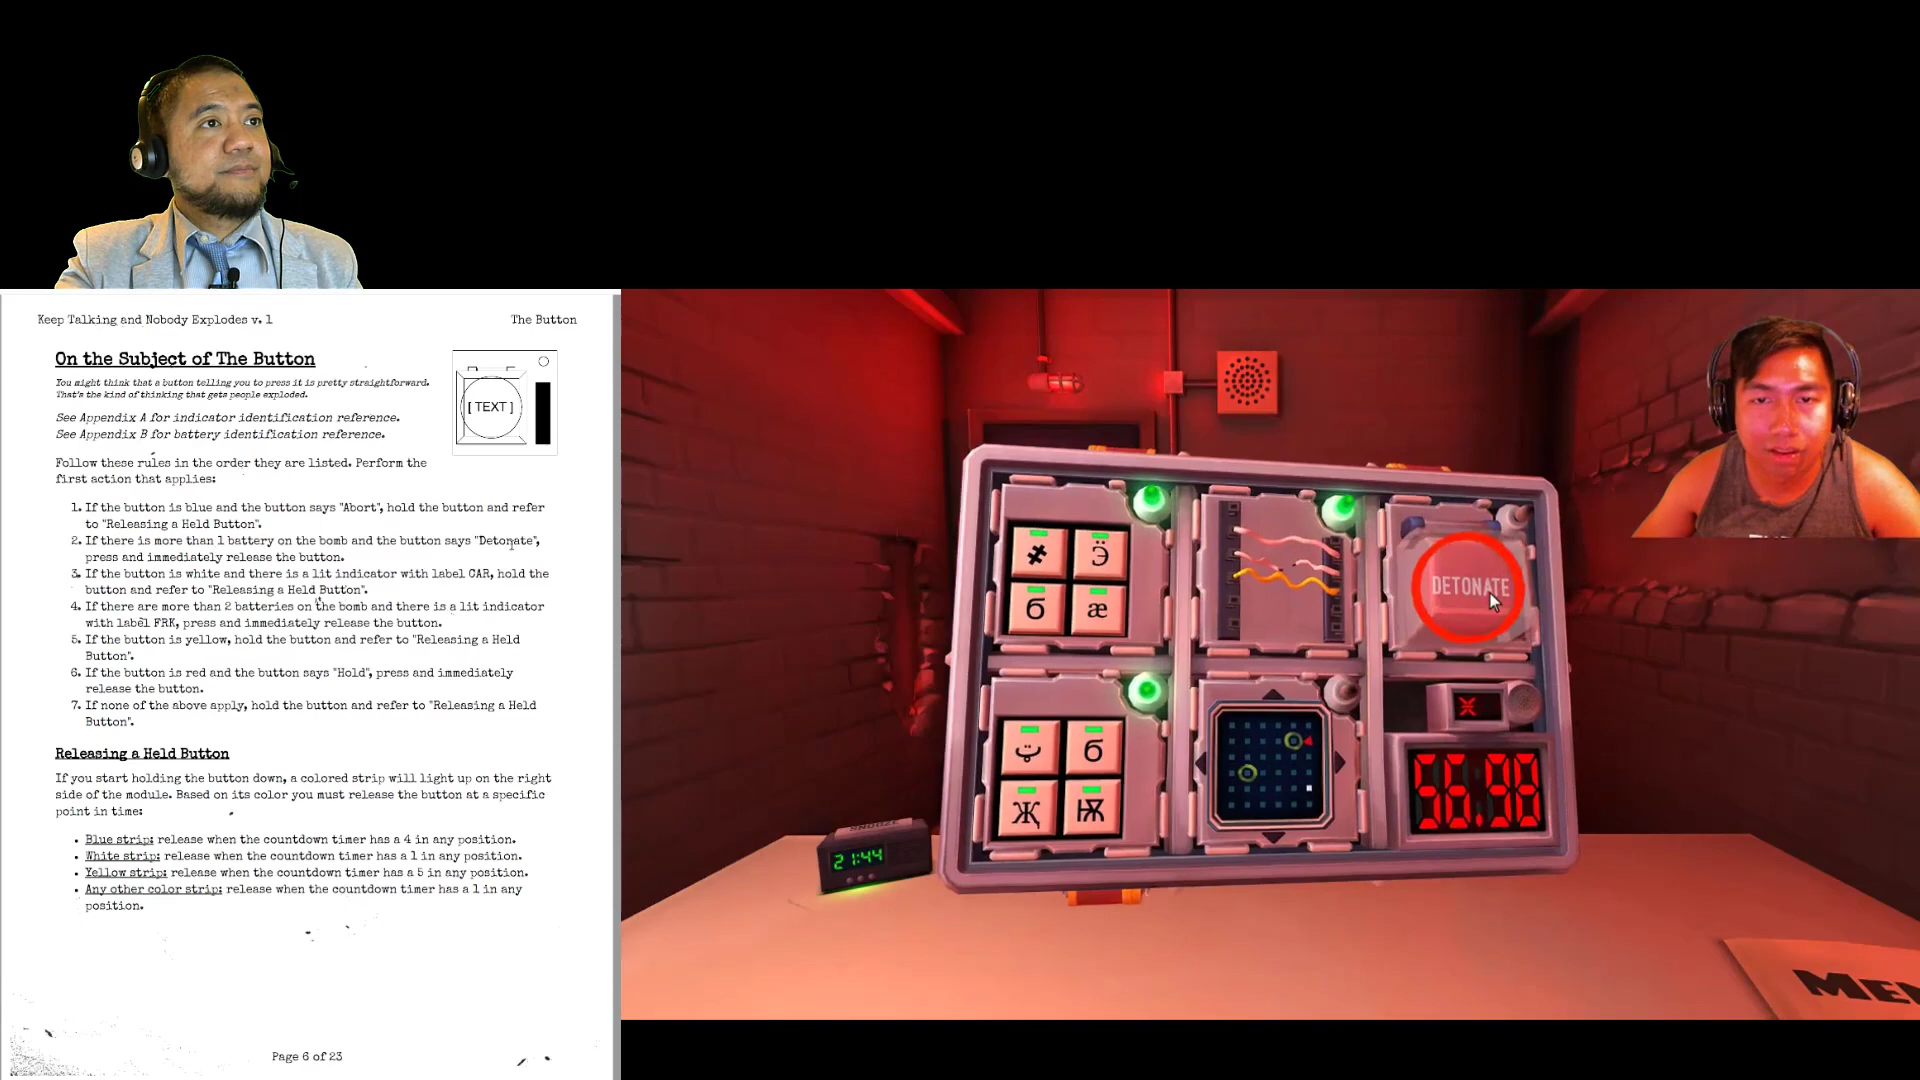 Keep Talking and Nobody Explodes v. 1
The Button
On the Subject of The Button
You might think that a button telling you to press it is pretty straightforward.
That's the kind of thinking that gets people exploded.
See Appendix A for indicator identification reference.
See Appendix B for battery identification reference.
[ TEXT ]
Follow these rules in the order they are listed. Perform the
first action that applies:
1. If the button is blue and the button says "Abort", hold the button and refer
to "Releasing a Held Button".
2. If there is more than 1 battery on the bomb and the button says "Detonate",
press and immediately release the button.
3. If the button is white and there is a lit indicator with label CAR, hold the
button and refer to "Releasing a Held Button".
4. If there are more than 2 batteries on the bomb and there is a lit indicator
with label FRK, press and immediately release the button.
5. If the button is yellow, hold the button and refer to "Releasing a Held
Button".
6. If the button is red and the button says "Hold", press and immediately
release the button.
7. If none of the above apply, hold the button and refer to "Releasing a Held
Button".
Releasing a Held Button
If you start holding the button down, a colored strip will light up on the right
side of the module. Based on its color you must release the button at a specific
point in time:
• Blue strip: release when the countdown timer has a 4 in any position.
• White strip: release when the countdown timer has a 1 in any position.
• Yellow strip: release when the countdown timer has a 5 in any position.
• Any other color strip: release when the countdown timer has a 1 in any
position.
Page 6 of 23
Ӭ
б æ
б
Җ Ѭ
DETONATE
X
56.98
SNOOZE
21:44